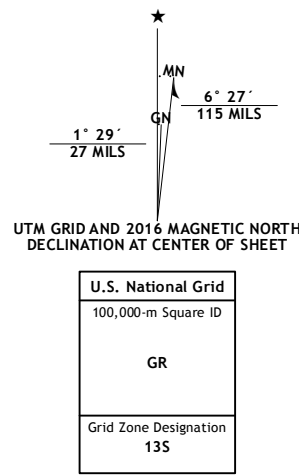 ★
MN
GN
6° 27´
115 MILS
1° 29´
27 MILS
UTM GRID AND 2016 MAGNETIC NORTH
DECLINATION AT CENTER OF SHEET
U.S. National Grid
100,000-m Square ID
GR
Grid Zone Designation
13S